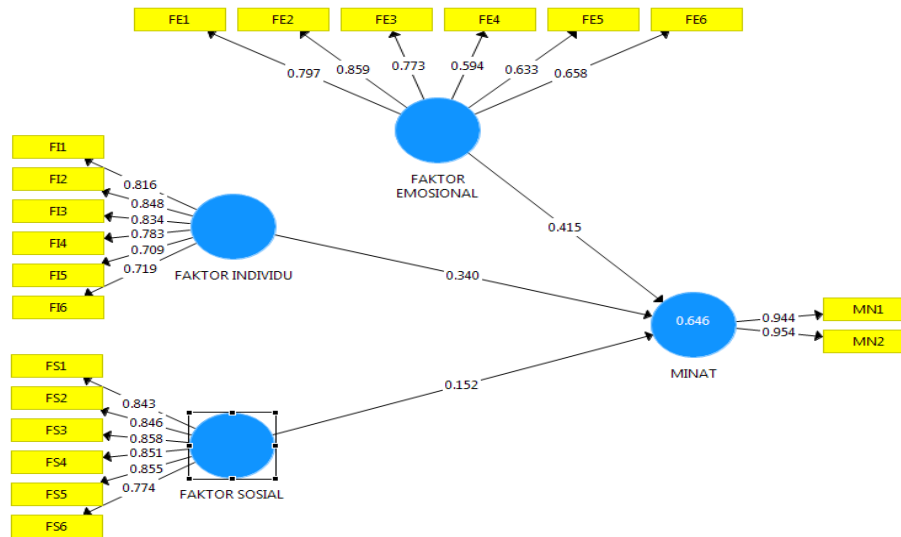 FE1
FE2
FE3
FE4
FE5
FE6
0.797
0.859
0.773
0.594
0.633
0.658
FAKTOR
EMOSIONAL
FI1
FI2
FI3
FI4
FI5
FI6
0.816
0.848
0.834
0.783
0.709
0.719
FAKTOR INDIVIDU
0.415
0.340
0.152
0.646
MINAT
0.944
0.954
MN1
MN2
FS1
FS2
FS3
FS4
FS5
FS6
0.843
0.846
0.858
0.851
0.855
0.774
FAKTOR SOSIAL